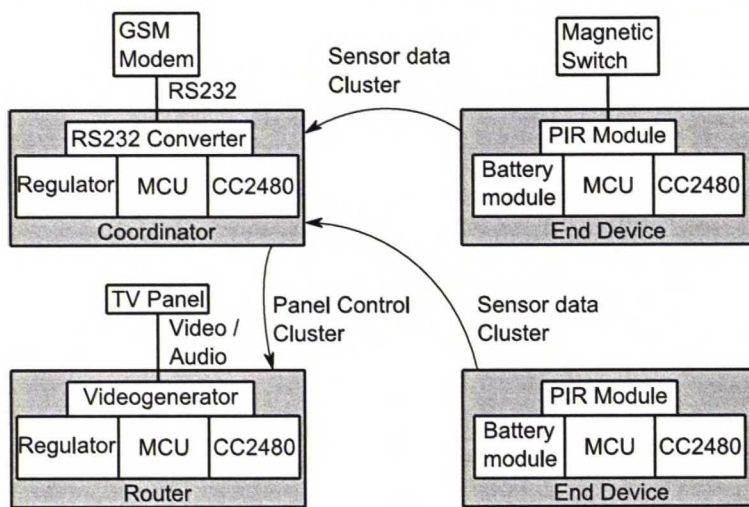 GSM
Modem
RS232
RS232 Converter
Regulator
MCU
CC2480
Coordinator
Sensor data
Cluster
Magnetic
Switch
PIR Module
Battery
module
MCU
CC2480
End Device
TV Panel
Video /
Audio
Videogenerator
Regulator
MCU
CC2480
Router
Panel Control
Cluster
Sensor data
Cluster
PIR Module
Battery
module
MCU
CC2480
End Device